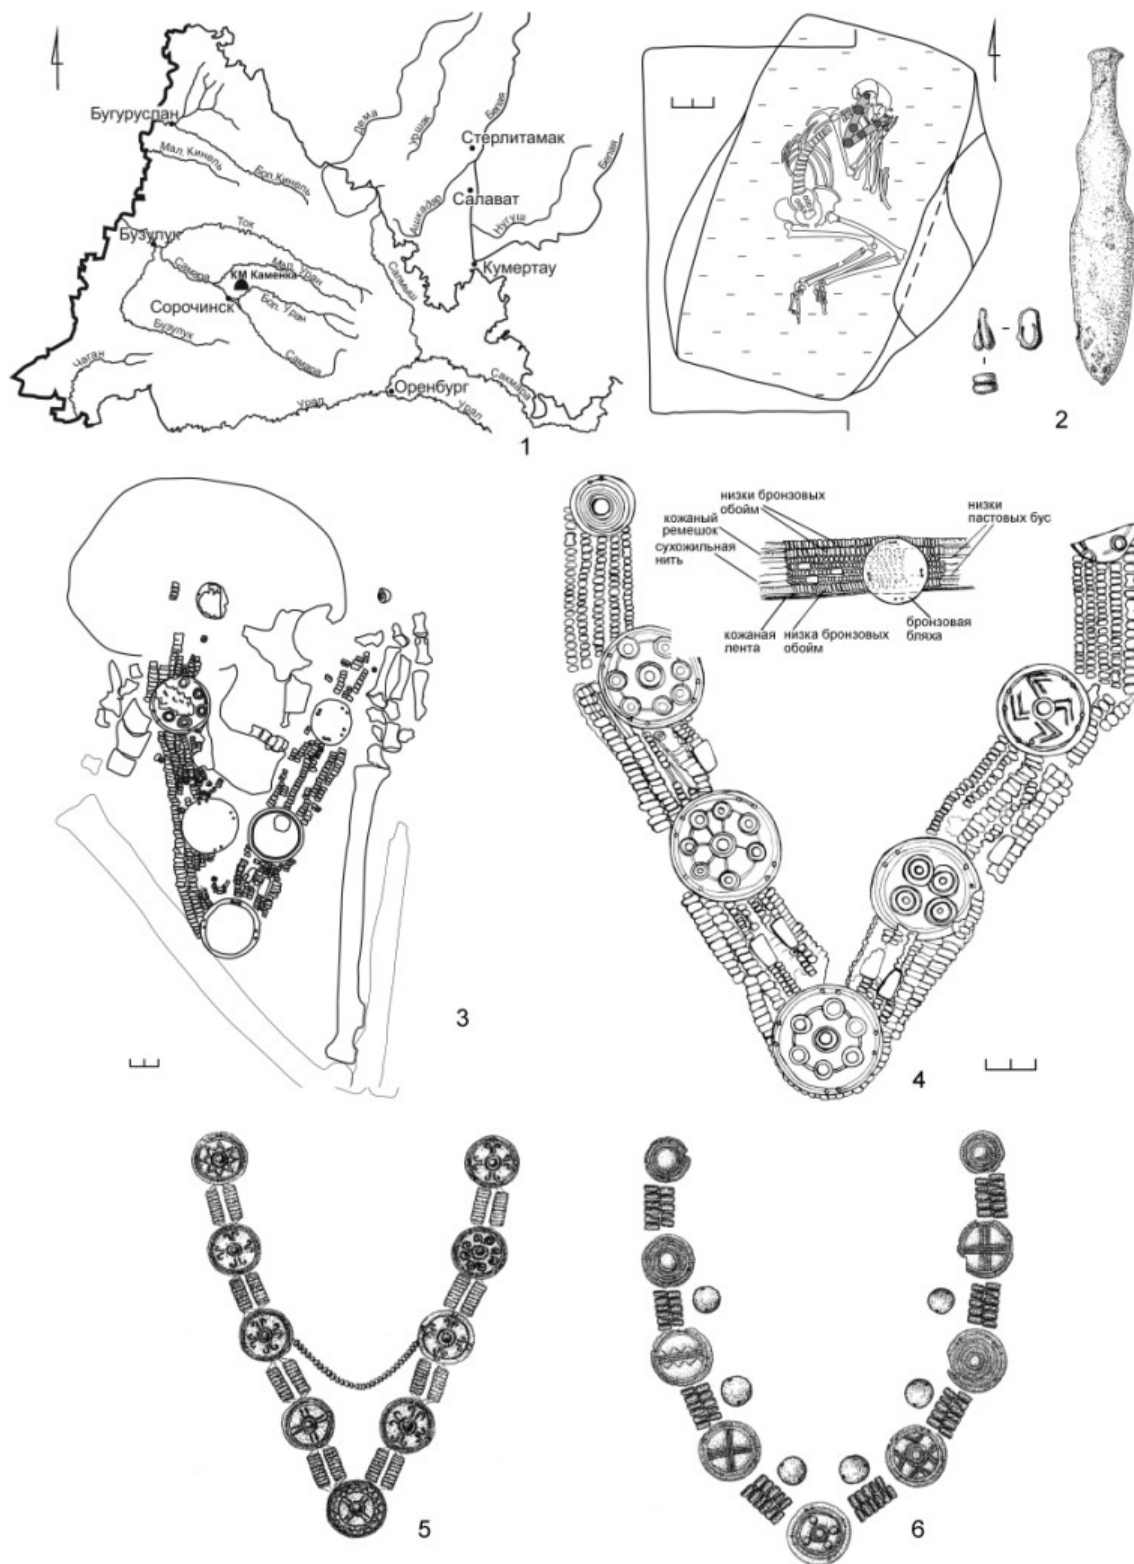 Бугуруслан
Мал. Кинель
Бол. Кинель
Дема
Уршак
Белая
Стерлитамак
Белая
Ашкадар
Салават
Нугуш
Кумертау
Ток
Бузулук
Самара
Мал. Уран
КМ Каменка
Сорочинск
Бол. Уран
Бузулук
Самара
Салмыш
Чаган
Оренбург
Сакмара
Урал
Урал
1
2
3
низки бронзовых
обойм
кожаный
ремешок
сухожильная
нить
низки
пастовых бус
кожаная
лента
низка бронзовых
обойм
бронзовая
бляха
4
5
6